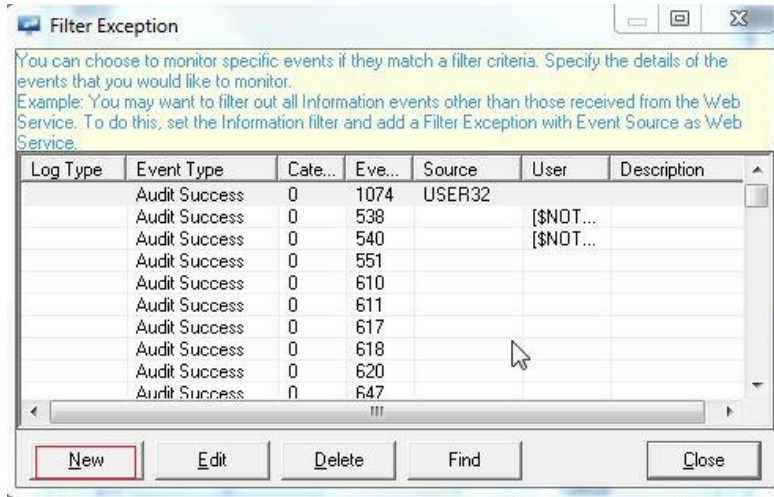 Filter Exception
You can choose to monitor specific events if they match a filter criteria. Specify the details of the
events that you would like to monitor.
Example: You may want to filter out all Information events other than those received from the Web
Service. To do this, set the Information filter and add a Filter Exception with Event Source as Web
Service.
Log Type Event Type Cate... Eve... Source User Description
Audit Success 0 1074 USER32
Audit Success 0 538 [$NOT...
Audit Success 0 540 [$NOT...
Audit Success 0 551
Audit Success 0 610
Audit Success 0 611
Audit Success 0 617
Audit Success 0 618
Audit Success 0 620
Audit Success 0 647
New Edit Delete Find Close